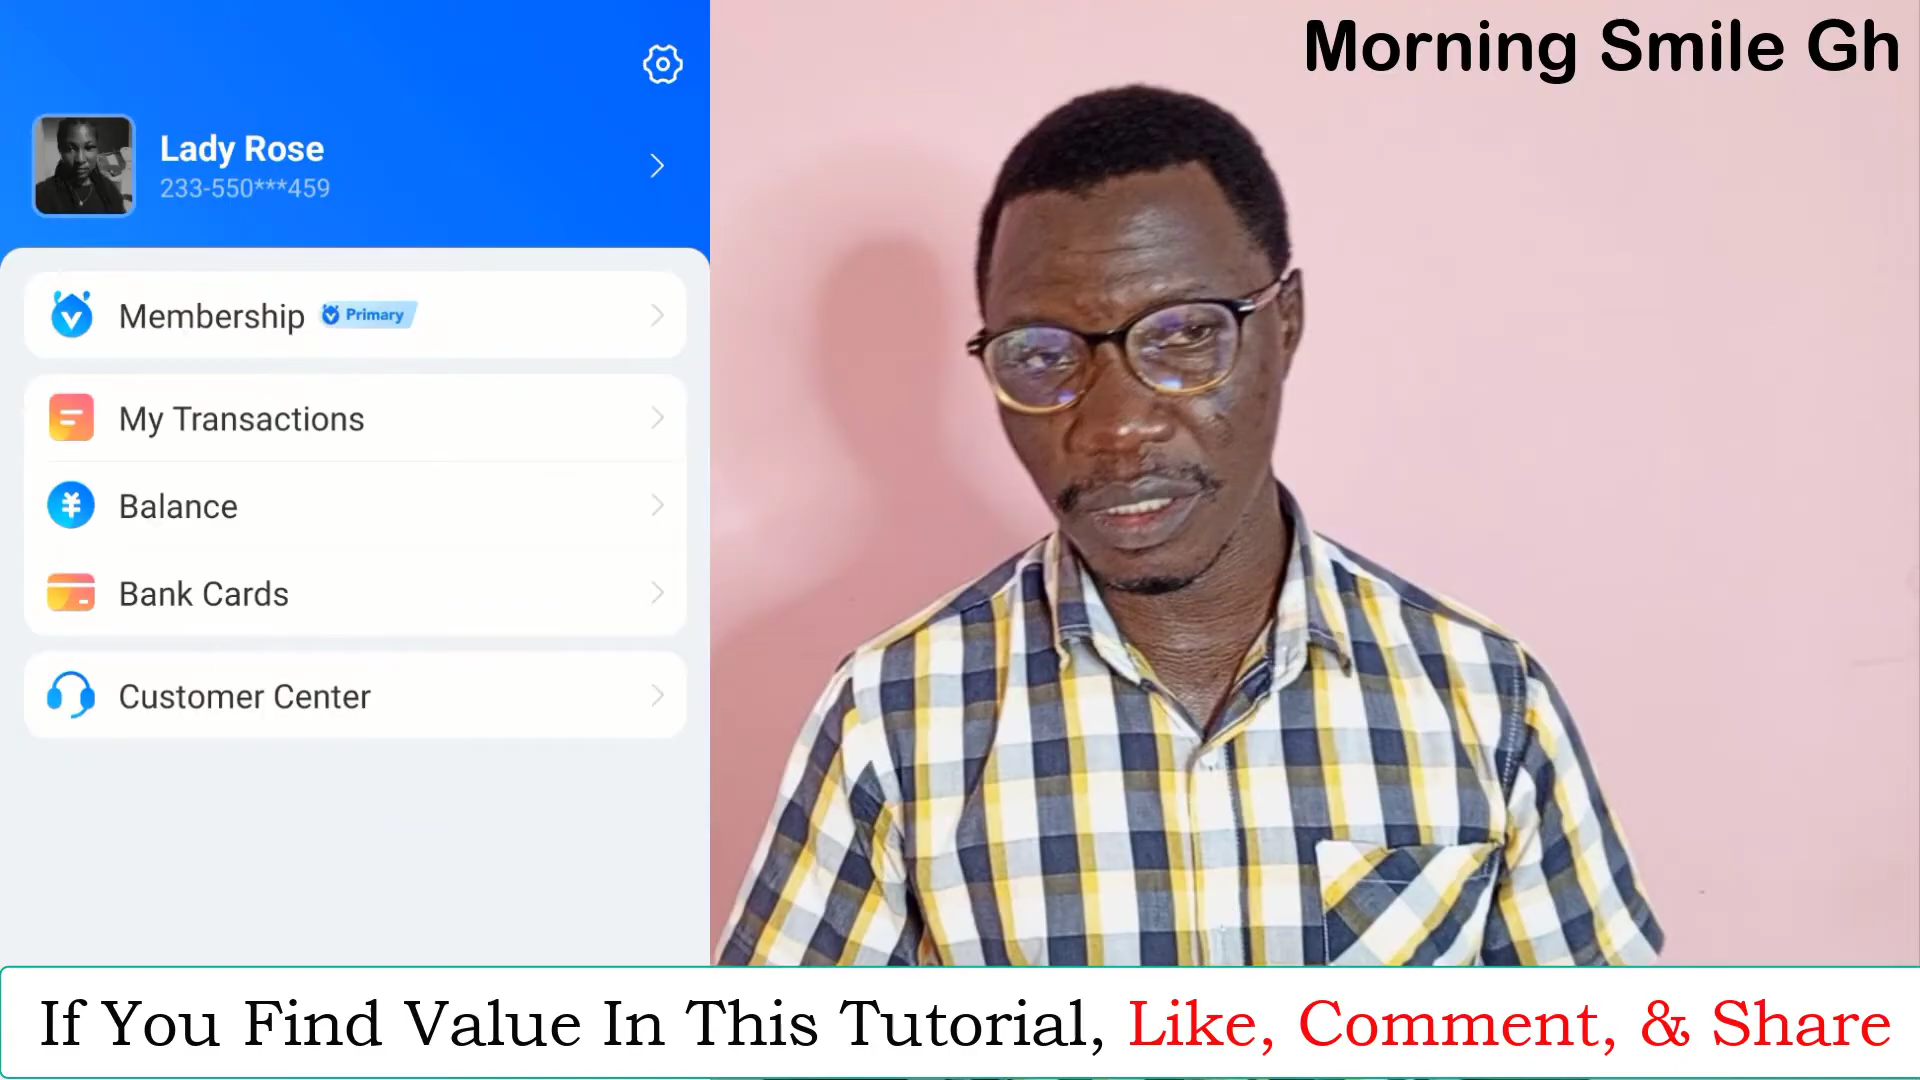 Morning Smile Gh
Lady Rose
233-550***459
Membership Primary
My Transactions
Balance
Bank Cards
Customer Center
If You Find Value In This Tutorial, Like, Comment, & Share